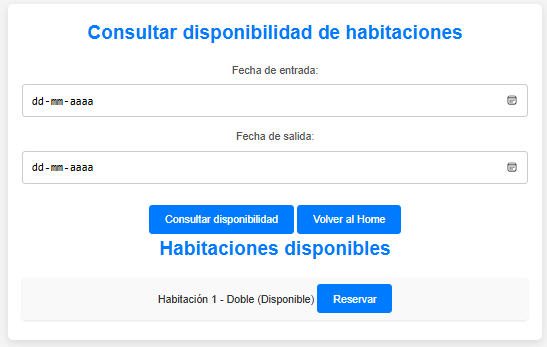 Consultar disponibilidad de habitaciones
Fecha de entrada:
dd-mm-aaaa
Fecha de salida:
dd-mm-aaaa
Consultar disponibilidad Volver al Home
Habitaciones disponibles
Habitación 1 - Doble (Disponible) Reservar